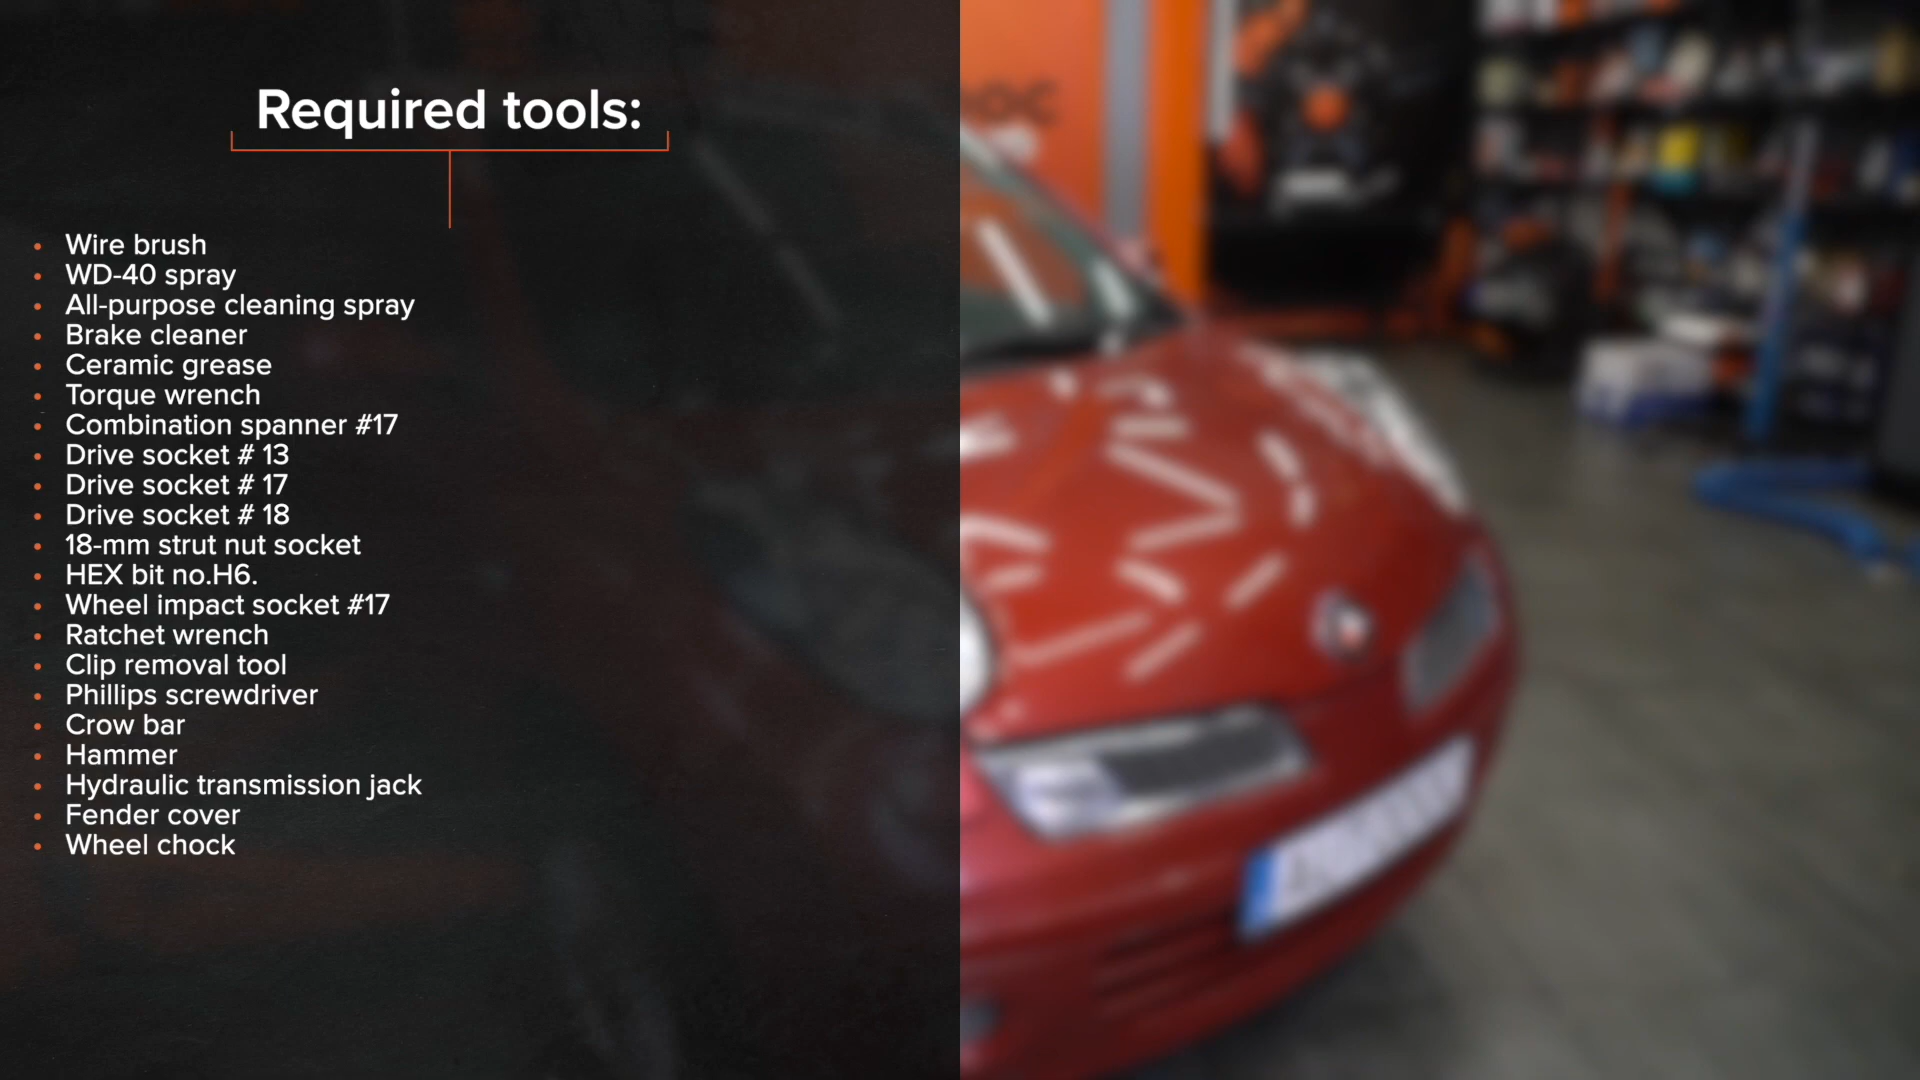 Required tools:
• Wire brush
• WD-40 spray
• All-purpose cleaning spray
• Brake cleaner
• Ceramic grease
• Torque wrench
• Combination spanner #17
• Drive socket # 13
• Drive socket # 17
• Drive socket # 18
• 18-mm strut nut socket
• HEX bit no.H6.
• Wheel impact socket #17
• Ratchet wrench
• Clip removal tool
• Phillips screwdriver
• Crow bar
• Hammer
• Hydraulic transmission jack
• Fender cover
• Wheel chock